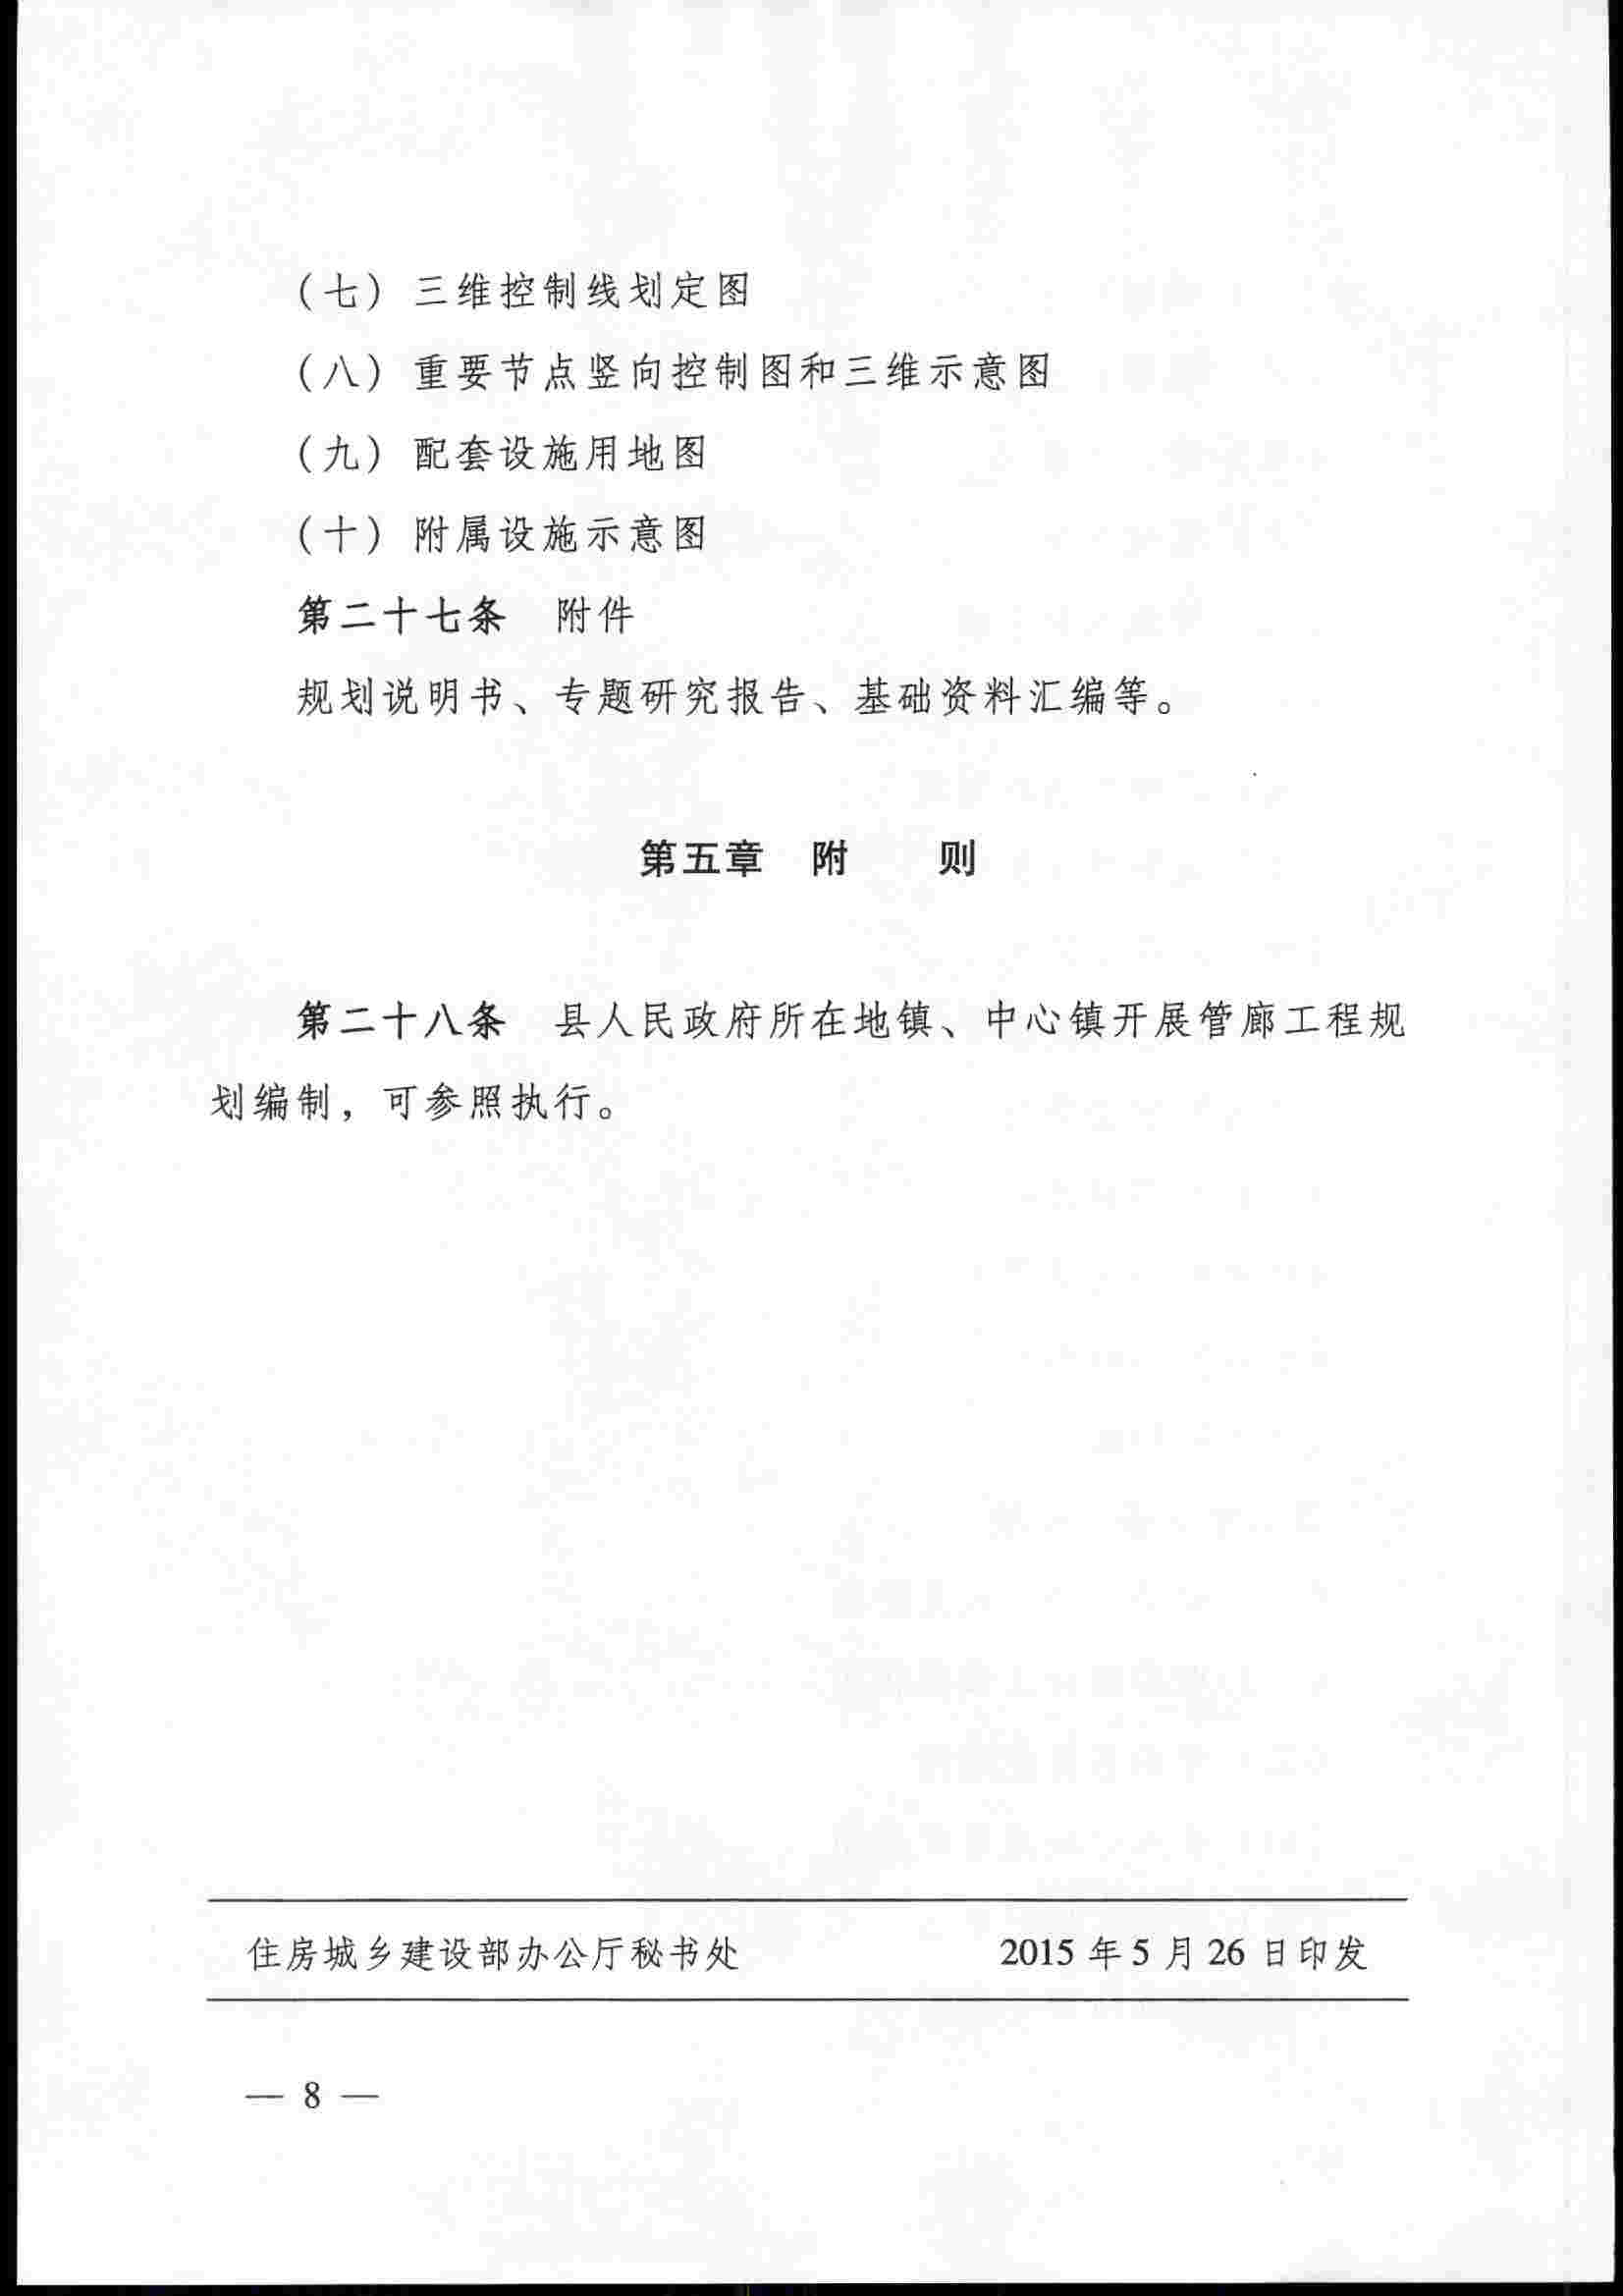 （七）三维控制线划定图
（八）重要节点竖向控制图和三维示意图
（九）配套设施用地图
（十）附属设施示意图
第二十七条　附件
规划说明书、专题研究报告、基础资料汇编等。
第五章　附　　则
第二十八条　县人民政府所在地镇、中心镇开展管廊工程规
划编制，可参照执行。
住房城乡建设部办公厅秘书处　2015 年 5 月 26 日印发
— 8 —